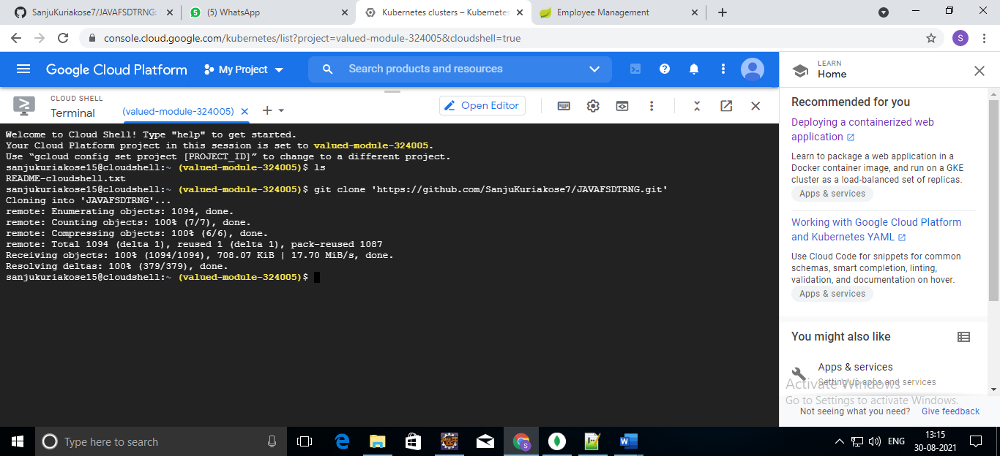 SanjuKuriakose7/JAVAFSDTRNG:
(5) WhatsApp
Kubernetes clusters – Kubernetes
Employee Management
console.cloud.google.com/kubernetes/list?project=valued-module-324005&cloudshell=true
S
Google Cloud Platform
My Project
Search products and resources
LEARN
Home
CLOUD SHELL
Terminal
(valued-module-324005)
Open Editor
Welcome to Cloud Shell! Type "help" to get started.
Your Cloud Platform project in this session is set to valued-module-324005.
Use “gcloud config set project [PROJECT_ID]” to change to a different project.
sanjukuriakose15@cloudshell:~ (valued-module-324005)$ ls
README-cloudshell.txt
sanjukuriakose15@cloudshell:~ (valued-module-324005)$ git clone 'https://github.com/SanjuKuriakose7/JAVAFSDTRNG.git'
Cloning into 'JAVAFSDTRNG'...
remote: Enumerating objects: 1094, done.
remote: Counting objects: 100% (7/7), done.
remote: Compressing objects: 100% (6/6), done.
remote: Total 1094 (delta 1), reused 1 (delta 1), pack-reused 1087
Receiving objects: 100% (1094/1094), 708.07 KiB | 17.70 MiB/s, done.
Resolving deltas: 100% (379/379), done.
sanjukuriakose15@cloudshell:~ (valued-module-324005)$
Recommended for you
Deploying a containerized web
application
Learn to package a web application in a
Docker container image, and run on a GKE
cluster as a load-balanced set of replicas.
Apps & services
Working with Google Cloud Platform
and Kubernetes YAML
Use Cloud Code for snippets for common
schemas, smart completion, linting,
validation, and documentation on hover.
Apps & services
You might also like
Apps & services
Setting up apps and services
Activate Windows
Go to Settings to activate Windows.
Not seeing what you need?
Give feedback
Type here to search
ENG
13:15
30-08-2021